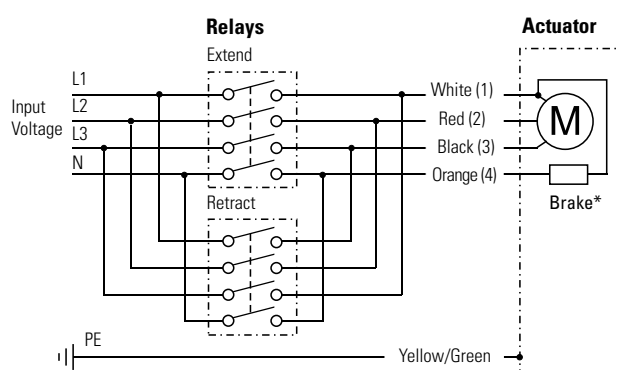 Relays
Actuator
Extend
Input
Voltage
L1
L2
L3
N
White (1)
Red (2)
Black (3)
Orange (4)
M
Brake*
Retract
PE
Yellow/Green